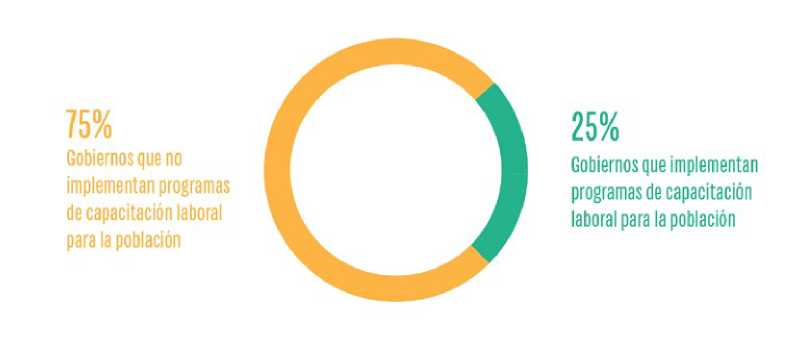 75%
Gobiernos que no
implementan programas
de capacitación laboral
para la población
25%
Gobiernos que implementan
programas de capacitación
laboral para la población